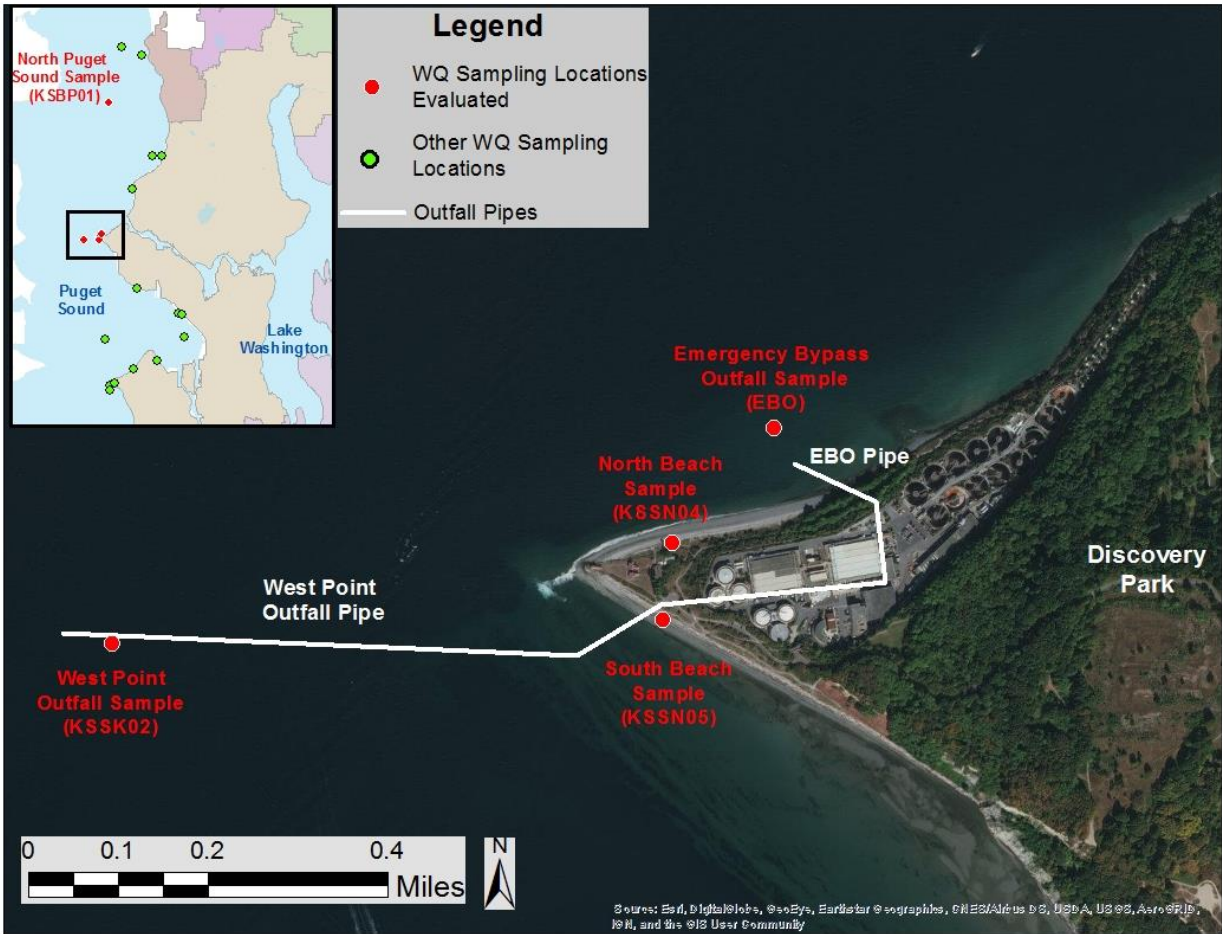 North Puget
Sound Sample
(KSBP01)
Puget
Sound
Lake
Washington
Legend
WQ Sampling Locations
Evaluated
Other WQ Sampling
Locations
Outfall Pipes
Emergency Bypass
Outfall Sample
(EBO)
EBO Pipe
North Beach
Sample
(KSSN04)
Discovery
Park
West Point
Outfall Pipe
West Point
Outfall Sample
(KSSK02)
South Beach
Sample
(KSSN05)
0 0.1 0.2 0.4
Miles
N
Source: Esri, DigitalGlobe, GeoEye, Earthstar Geographics, CNES/Airbus DS, USDA, USGS, AeroGRID,
IGN, and the GIS User Community